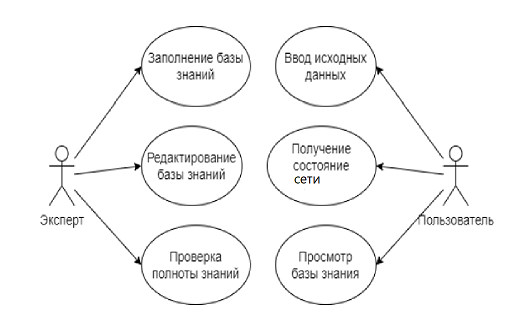 Заполнение базы
знаний
Ввод исходных
данных
Редактирование
базы знаний
Получение
состояние
сети
Эксперт
Пользователь
Проверка
полноты знаний
Просмотр
базы знания